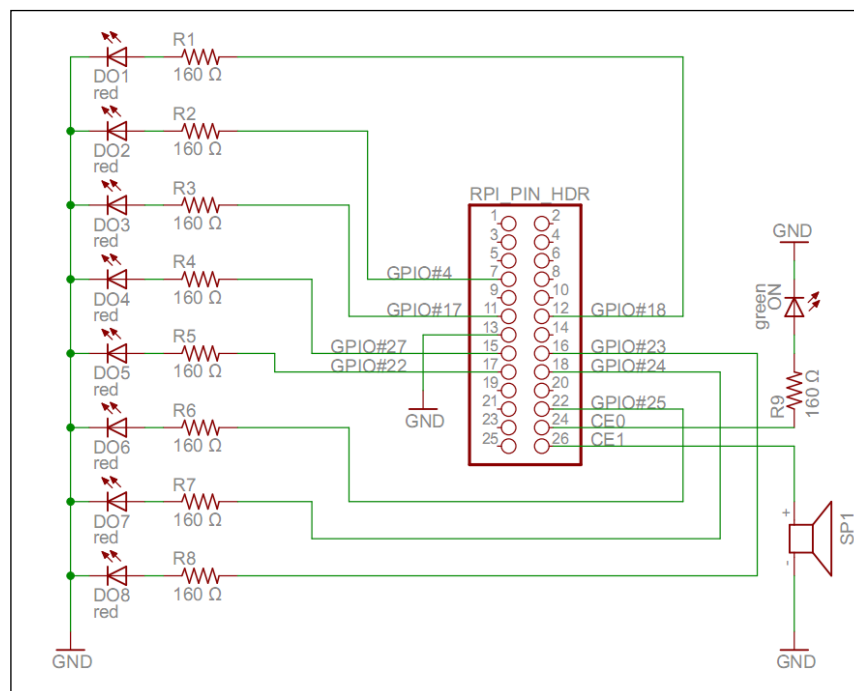 R1
160 Ω
DO1
red
R2
160 Ω
DO2
red
R3
160 Ω
DO3
red
R4
160 Ω
DO4
red
R5
160 Ω
DO5
red
R6
160 Ω
DO6
red
R7
160 Ω
DO7
red
R8
160 Ω
DO8
red
GND
RPI_PIN_HDR
1 2
3 4
5 6
GPIO#4 7 8
9 10
GPIO#17 11 12 GPIO#18
13 14
GPIO#27 15 16 GPIO#23
GPIO#22 17 18 GPIO#24
19 20
21 22 GPIO#25
23 24 CE0
25 26 CE1
GND
GND
green
ON
R9
160 Ω
+
SP1
-
GND